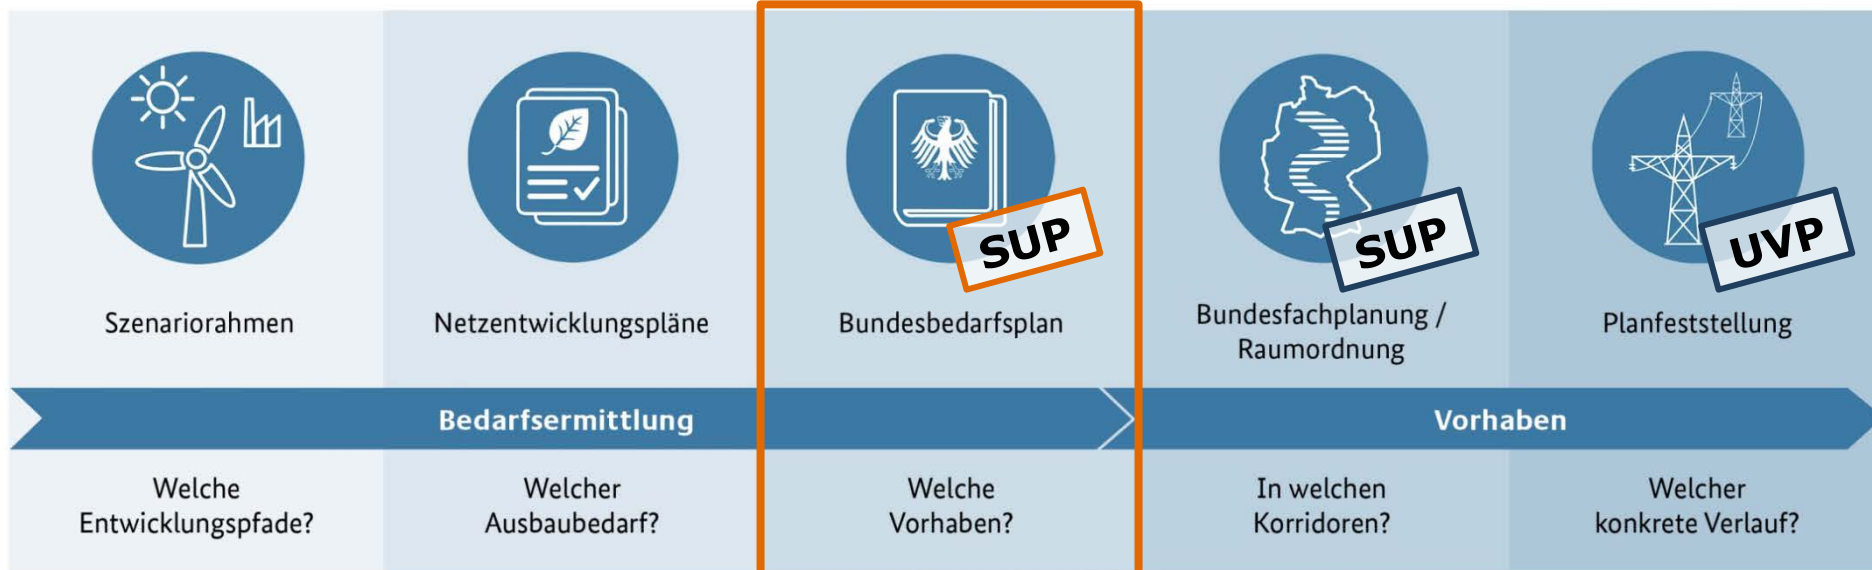 SUP
SUP
UVP
Szenariorahmen
Netzentwicklungspläne
Bundesbedarfsplan
Bundesfachplanung /
Raumordnung
Planfeststellung
Bedarfsermittlung
Vorhaben
Welche
Entwicklungspfade?
Welcher
Ausbaubedarf?
Welche
Vorhaben?
In welchen
Korridoren?
Welcher
konkrete Verlauf?